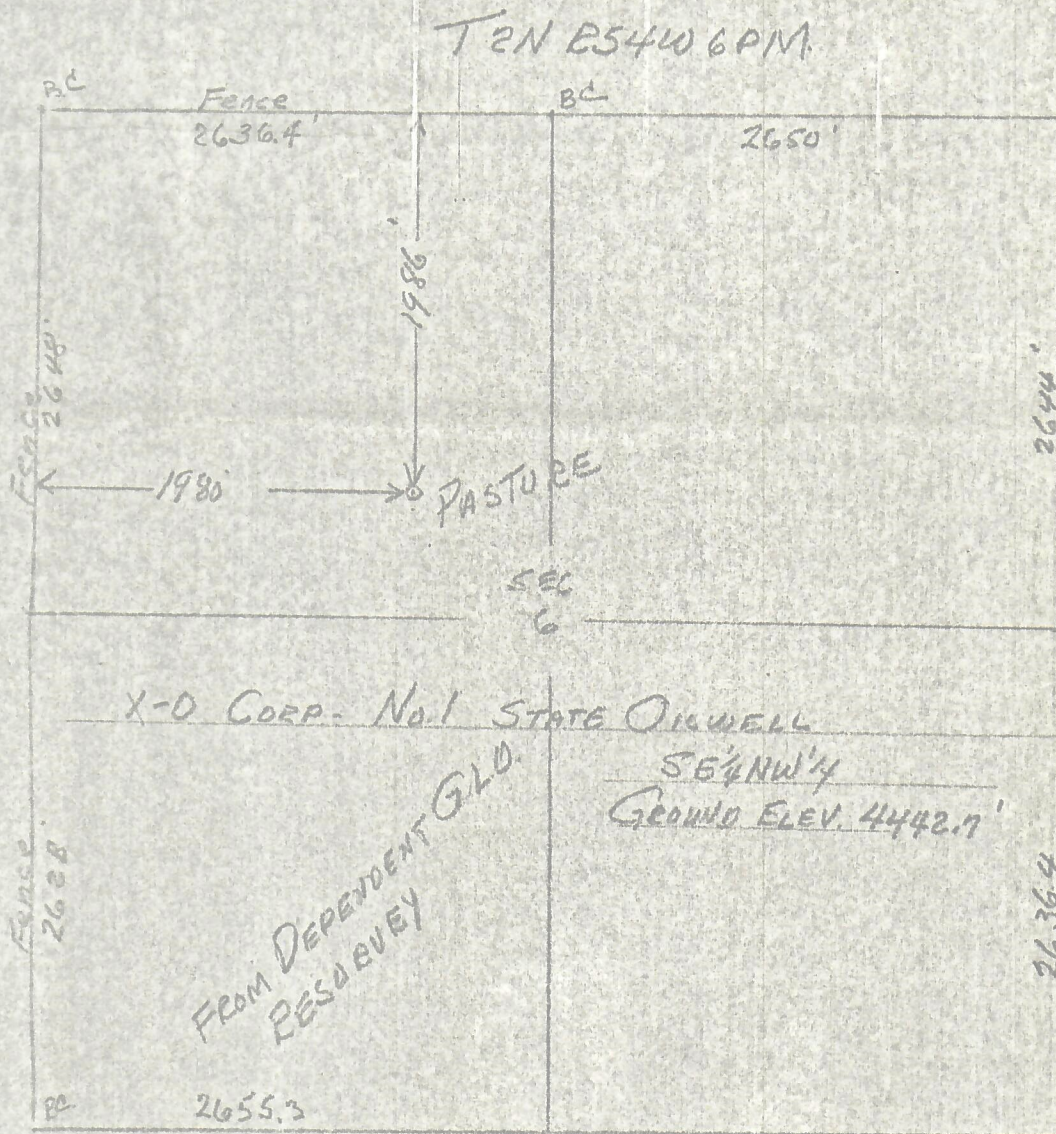 T2N R54W 6PM.
BC
Fence
BC
2636.4'
2650'
1986'
Fence
2648'
2644'
1980'
PASTURE
SEC
6
X-O CORP- No.1 STATE OILWELL
SE¼NW¼
GROUND ELEV. 4442.7'
FROM DEPENDENT G.L.O.
RESURVEY
Fence
2628'
2636.4
BC
2655.3